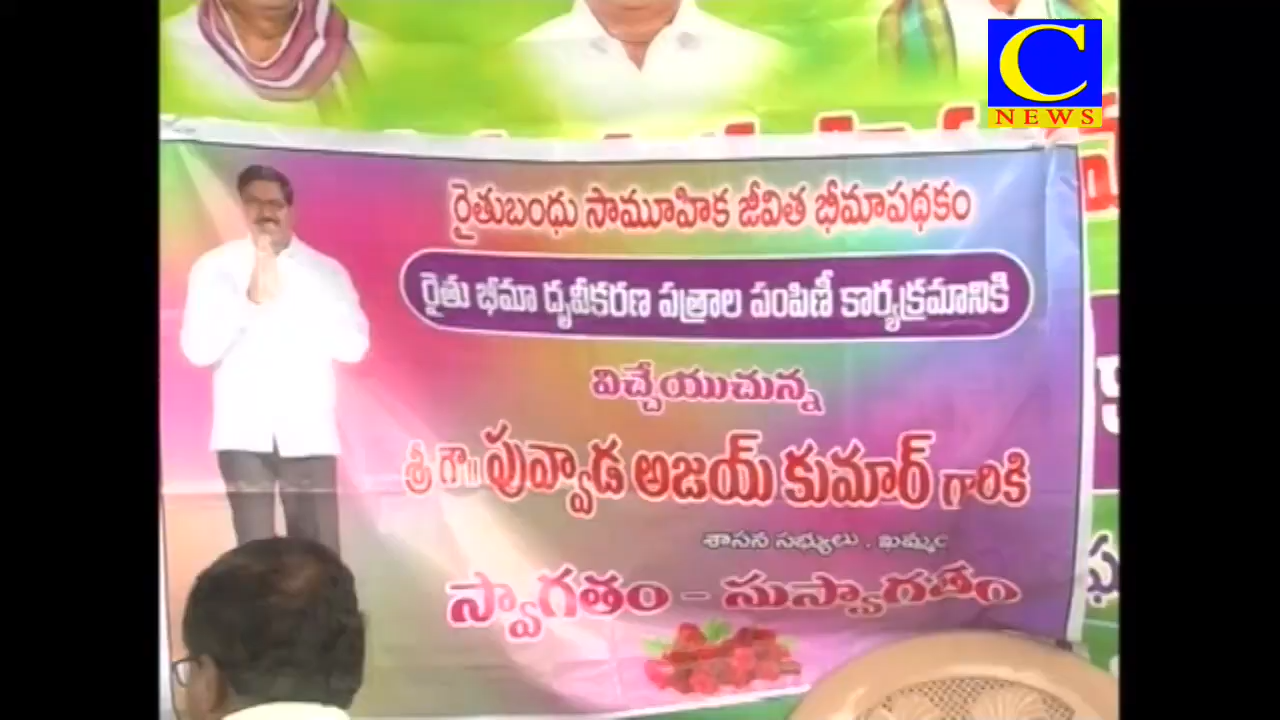 C
NEWS
రైతుబంధు సామూహిక జీవిత భీమాపథకం
రైతు భీమా ధృవీకరణ పత్రాల పంపిణీ కార్యక్రమానికి
విచ్చేయుచున్న
శ్రీ గౌ|| పువ్వాడ అజయ్ కుమార్ గారికి
శాసన సభ్యులు . ఖమ్మం
స్వాగతం - సుస్వాగతం